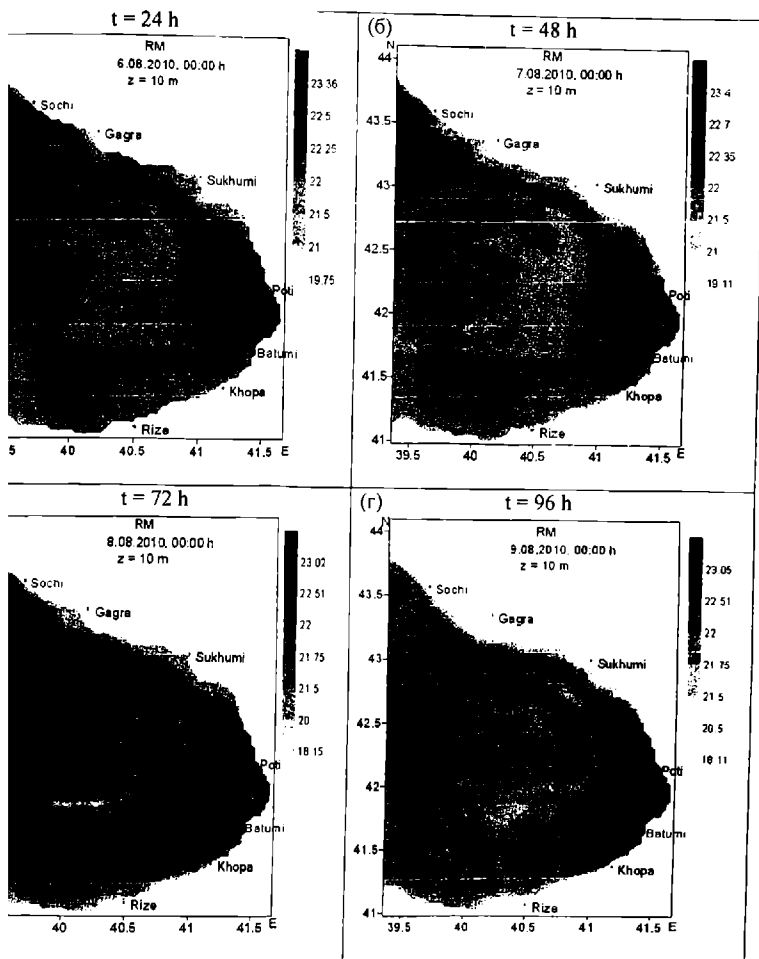 t = 24 h
RM
6.08.2010, 00:00 h
z = 10 m
Sochi
Gagra
Sukhumi
Poti
Batumi
Khopa
Rize
23.36
22.5
22.25
22
21.5
21
19.75
5
40
40.5
41
41.5
E
(б)
t = 48 h
N
RM
7.08.2010, 00:00 h
z = 10 m
Sochi
Gagra
Sukhumi
Poti
Batumi
Khopa
Rize
44
43.5
43
42.5
42
41.5
41
23.4
22.7
22.35
22
21.5
21
19.11
39.5
40
40.5
41
41.5
E
t = 72 h
RM
8.08.2010, 00:00 h
z = 10 m
Sochi
Gagra
Sukhumi
Poti
Batumi
Khopa
Rize
23.02
22.51
22
21.75
21.5
20
18.15
40
40.5
41
41.5
E
(г)
t = 96 h
N
RM
9.08.2010, 00:00 h
z = 10 m
Sochi
Gagra
Sukhumi
Poti
Batumi
Khopa
Rize
44
43.5
43
42.5
42
41.5
41
23.05
22.51
22
21.75
21.5
20.5
18.11
39.5
40
40.5
41
41.5
E